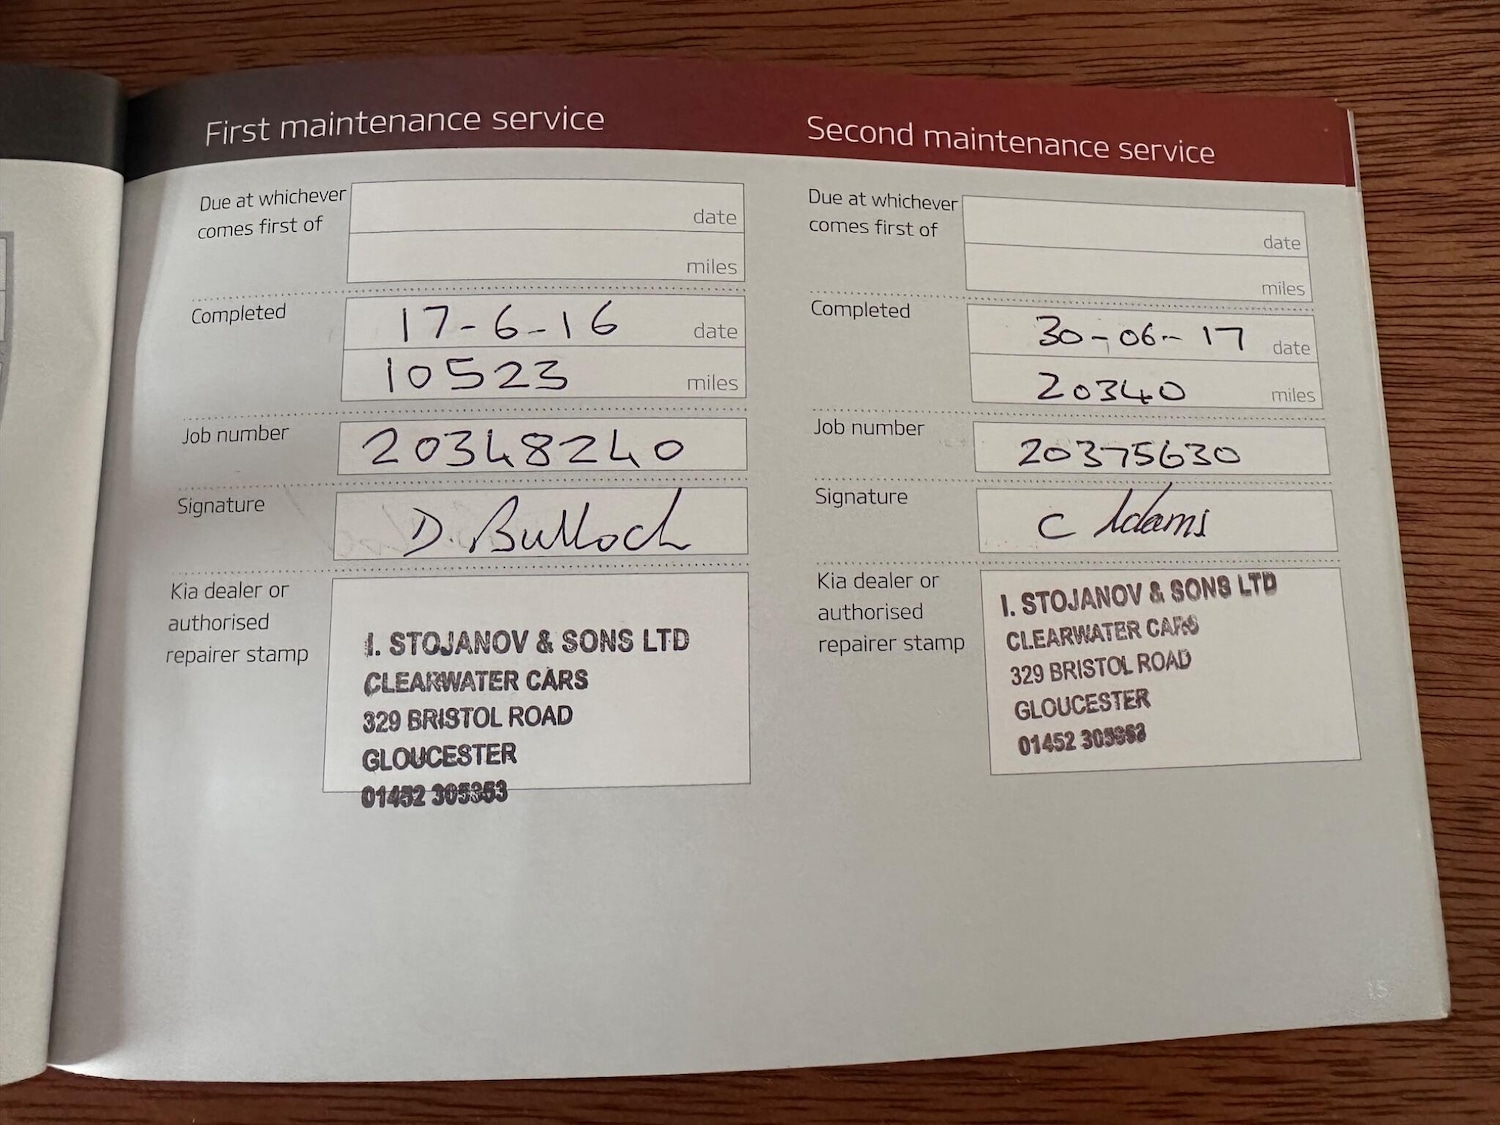 First maintenance service
Due at whichever
comes first of
date
miles
Completed
17-6-16 date
10523 miles
Job number
20348240
Signature
D. Bulloch
Kia dealer or
authorised
repairer stamp
I. STOJANOV & SONS LTD
CLEARWATER CARS
329 BRISTOL ROAD
GLOUCESTER
01452
Second maintenance service
Due at whichever
comes first of
date
miles
Completed
30-06-17 date
20340 miles
Job number
20375630
Signature
C Adams
Kia dealer or
authorised
repairer stamp
I. STOJANOV & SONS LTD
CLEARWATER CARS
329 BRISTOL ROAD
GLOUCESTER
01452
15